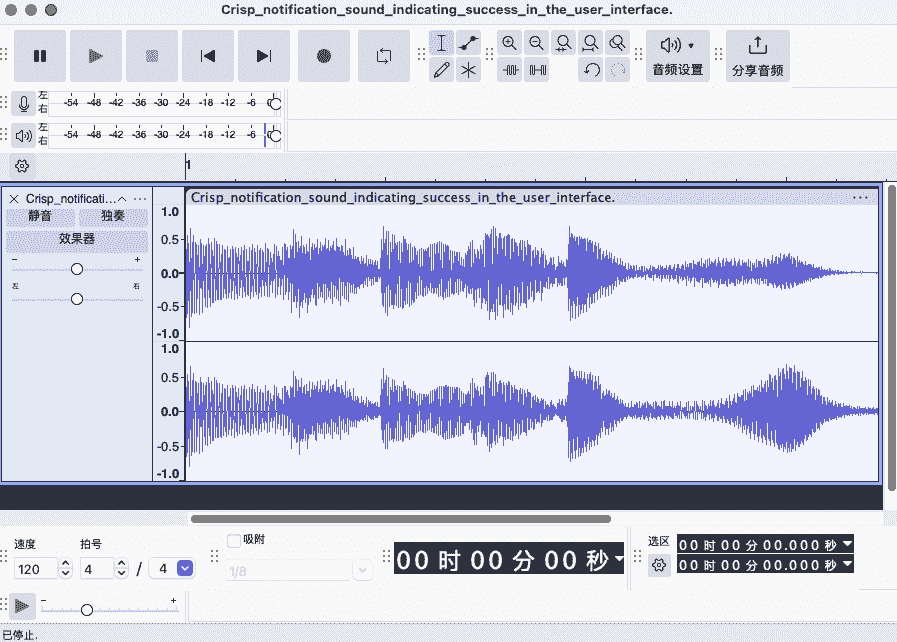 Crisp_notification_sound_indicating_success_in_the_user_interface.
音频设置
分享音频
左
右
-54 -48 -42 -36 -30 -24 -18 -12 -6 0
左
右
-54 -48 -42 -36 -30 -24 -18 -12 -6 0
1
Crisp_notificati...
Crisp_notification_sound_indicating_success_in_the_user_interface.
静音 独奏
效果器
- +
左 右
1.0
0.5
0.0
-0.5
-1.0
1.0
0.5
0.0
-0.5
-1.0
速度 拍号
120 4 / 4
吸附
1/8
00 时 00 分 00 秒
选区
00 时 00 分 00.000 秒
00 时 00 分 00.000 秒
- +
已停止.